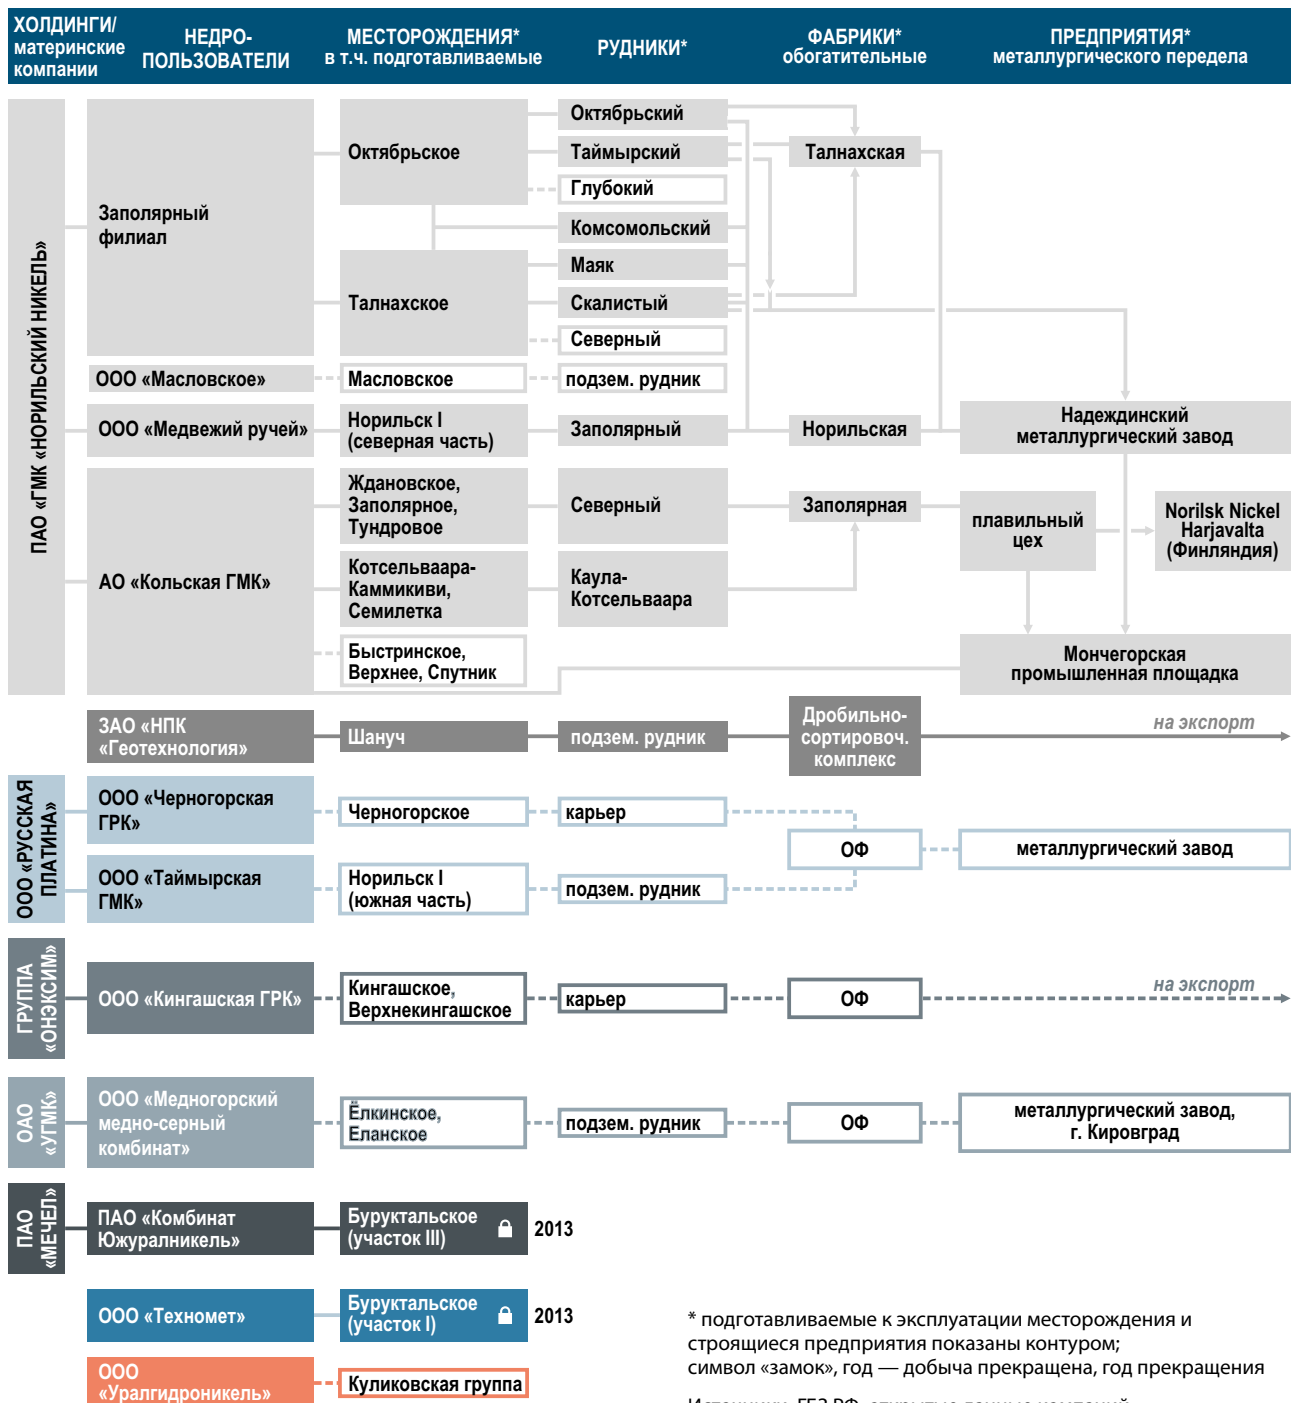 ХОЛДИНГИ/
материнские
компании
НЕДРО-
ПОЛЬЗОВАТЕЛИ
МЕСТОРОЖДЕНИЯ*
в т.ч. подготавливаемые
РУДНИКИ*
ФАБРИКИ*
обогатительные
ПРЕДПРИЯТИЯ*
металлургического передела
ПАО «ГМК «НОРИЛЬСКИЙ НИКЕЛЬ»
Заполярный
филиал
Октябрьское
Октябрьский
Таймырский
Глубокий
Талнахская
Комсомольский
Талнахское
Маяк
Скалистый
Северный
ООО «Масловское»
Масловское
подзем. рудник
ООО «Медвежий ручей»
Норильск I
(северная часть)
Заполярный
Норильская
Надеждинский
металлургический завод
АО «Кольская ГМК»
Ждановское,
Заполярное,
Тундровое
Северный
Заполярная
плавильный
цех
Norilsk Nickel
Harjavalta
(Финляндия)
Котсельваара-
Каммикиви,
Семилетка
Каула-
Котсельваара
Быстринское,
Верхнее, Спутник
Мончегорская
промышленная площадка
ЗАО «НПК
«Геотехнология»
Шануч
подзем. рудник
Дробильно-
сортировоч.
комплекс
на экспорт
ООО «РУССКАЯ
ПЛАТИНА»
ООО «Черногорская
ГРК»
Черногорское
карьер
ОФ
металлургический завод
ООО «Таймырская
ГМК»
Норильск I
(южная часть)
подзем. рудник
ГРУППА
«ОНЭКСИМ»
ООО «Кингашская ГРК»
Кингашское,
Верхнекингашское
карьер
ОФ
на экспорт
ОАО
«УГМК»
ООО «Медногорский
медно-серный
комбинат»
Ёлкинское,
Еланское
подзем. рудник
ОФ
металлургический завод,
г. Кировград
ПАО
«МЕЧЕЛ»
ПАО «Комбинат
Южуралникель»
Буруктальское
(участок III)
2013
ООО «Техномет»
Буруктальское
(участок I)
2013
ООО
«Уралгидроникель»
Куликовская группа
* подготавливаемые к эксплуатации месторождения и
строящиеся предприятия показаны контуром;
символ «замок», год — добыча прекращена, год прекращения